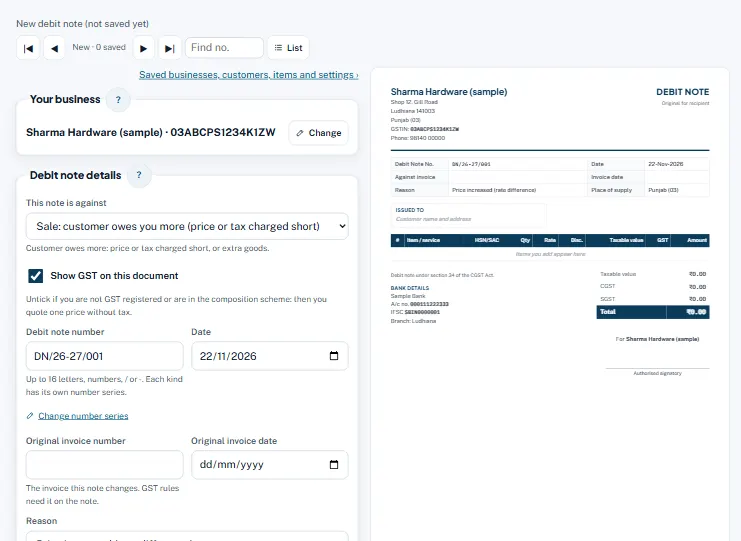 New debit note (not saved yet)
New · 0 saved
Find no.
List
Saved businesses, customers, items and settings ›
Your business
?
Sharma Hardware (sample) · 03ABCPS1234K1ZW
Change
Debit note details
?
This note is against
Sale: customer owes you more (price or tax charged short)
Customer owes more: price or tax charged short, or extra goods.
Show GST on this document
Untick if you are not GST registered or are in the composition scheme: then you
quote one price without tax.
Debit note number
Date
DN/26-27/001
22/11/2026
Up to 16 letters, numbers, / or -. Each kind
has its own number series.
Change number series
Original invoice number
Original invoice date
dd/mm/yyyy
The invoice this note changes. GST rules
need it on the note.
Reason
Sharma Hardware (sample)
DEBIT NOTE
Shop 12, Gill Road
Original for recipient
Ludhiana 141003
Punjab (03)
GSTIN: 03ABCPS1234K1ZW
Phone: 98140 00000
Debit Note No. DN/26-27/001 Date 22-Nov-2026
Against invoice Invoice date
Reason Price increased (rate difference) Place of supply Punjab (03)
ISSUED TO
Customer name and address
# Item / service HSN/SAC Qty Rate Disc. Taxable value GST Amount
Items you add appear here.
Debit note under section 34 of the CGST Act.
BANK DETAILS
Sample Bank
A/c no. 000111222333
IFSC SBIN0000001
Branch: Ludhiana
Taxable value ₹0.00
CGST ₹0.00
SGST ₹0.00
Total ₹0.00
For Sharma Hardware (sample)
Authorised signatory